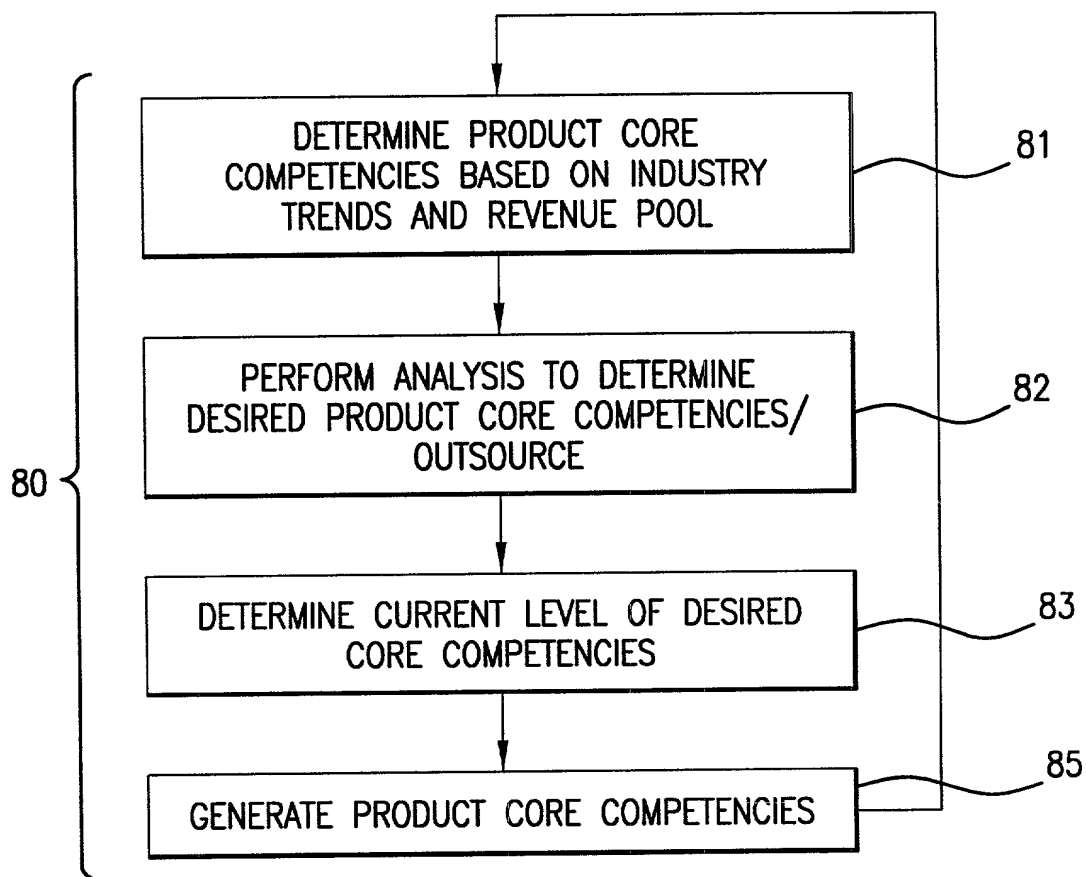 DETERMINE PRODUCT CORE
COMPETENCIES BASED ON INDUSTRY
TRENDS AND REVENUE POOL
81
PERFORM ANALYSIS TO DETERMINE
DESIRED PRODUCT CORE COMPETENCIES/
OUTSOURCE
82
80
DETERMINE CURRENT LEVEL OF DESIRED
CORE COMPETENCIES
83
GENERATE PRODUCT CORE COMPETENCIES
85